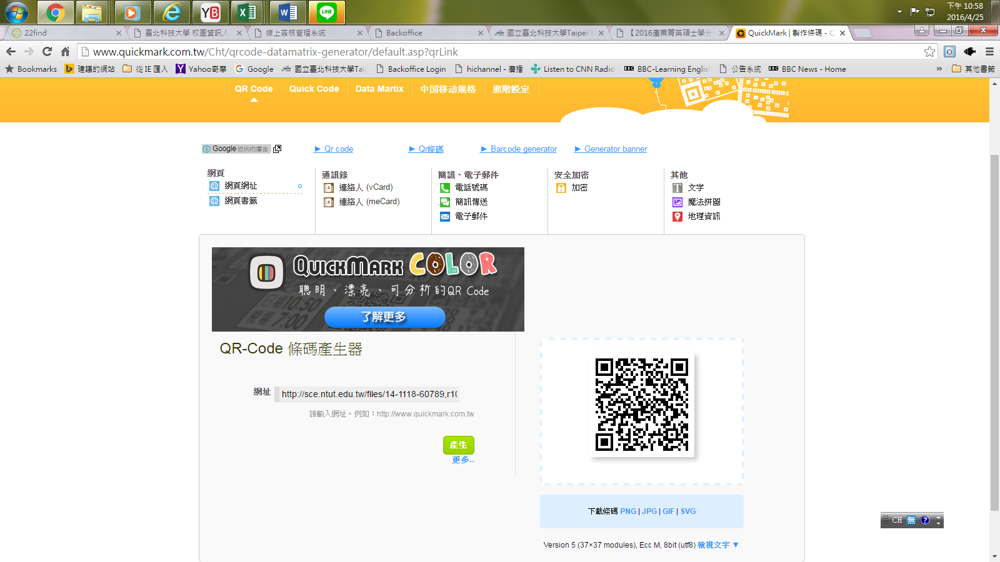 YB
LINE
下午 10:58
2016/4/25
22find
臺北科技大學 校園資訊入
線上簽核管理系統
Backoffice
國立臺北科技大學Taipei T
【2016產業菁英碩士學分
QuickMark | 製作條碼 - Q
www.quickmark.com.tw/Cht/qrcode-datamatrix-generator/default.asp?qrLink
Bookmarks
建議的網站
從 IE 匯入
Yahoo奇摩
Google
國立臺北科技大學Taip
Backoffice Login
hichannel - 廣播
Listen to CNN Radio
BBC-Learning Englis
公告系統
BBC News - Home
»
其他書籤
QR Code
Quick Code
Data Martix
中国移动规格
進階設定
Google 提供的廣告
► Qr code
► Qr條碼
► Barcode generator
► Generator banner
網頁
網頁網址
網頁書籤
通訊錄
連絡人 (vCard)
連絡人 (meCard)
簡訊、電子郵件
電話號碼
簡訊傳送
電子郵件
安全加密
加密
其他
文字
魔法拼圖
地理資訊
QuickMark COLOR
聰明、漂亮、可分析的QR Code
了解更多
QR-Code 條碼產生器
網址
http://sce.ntut.edu.tw/files/14-1118-60789,r10
請輸入網址。例如：http://www.quickmark.com.tw
產生
更多..
下載條碼 PNG | JPG | GIF | SVG
Version 5 (37×37 modules), Ecc M, 8bit (utf8) 檢視文字 ▼
CH 無 ?